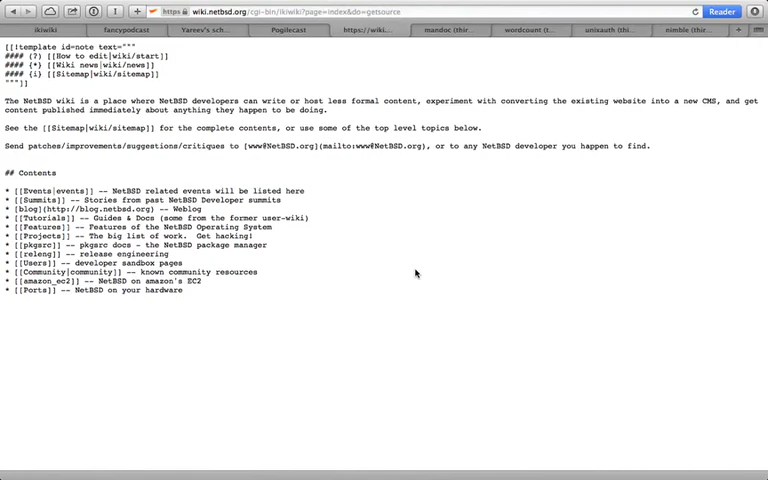 https wiki.netbsd.org/cgi-bin/ikiwiki?page=index&do=getsource Reader
ikiwiki fancypodcast Yareev's sch... Pogilecast https://wiki... mandoc (thir... wordcount (t... unixauth (thi... nimble (thir...
[[!template id=note text="""
#### {?} [[How to edit|wiki/start]]
#### {*} [[Wiki news|wiki/news]]
#### {i} [[Sitemap|wiki/sitemap]]
"""]]
The NetBSD wiki is a place where NetBSD developers can write or host less formal content, experiment with converting the existing website into a new CMS, and get
content published immediately about anything they happen to be doing.
See the [[Sitemap|wiki/sitemap]] for the complete contents, or use some of the top level topics below.
Send patches/improvements/suggestions/critiques to [www@NetBSD.org](mailto:www@NetBSD.org), or to any NetBSD developer you happen to find.
## Contents
* [[Events|events]] -- NetBSD related events will be listed here
* [[Summits]] -- Stories from past NetBSD Developer summits
* [blog](http://blog.netbsd.org) -- Weblog
* [[Tutorials]] -- Guides & Docs (some from the former user-wiki)
* [[Features]] -- Features of the NetBSD Operating System
* [[Projects]] -- The big list of work.  Get hacking!
* [[pkgsrc]] -- pkgsrc docs - the NetBSD package manager
* [[releng]] -- release engineering
* [[Users]] -- developer sandbox pages
* [[Community|community]] -- known community resources
* [[amazon_ec2]] -- NetBSD on amazon's EC2
* [[Ports]] -- NetBSD on your hardware